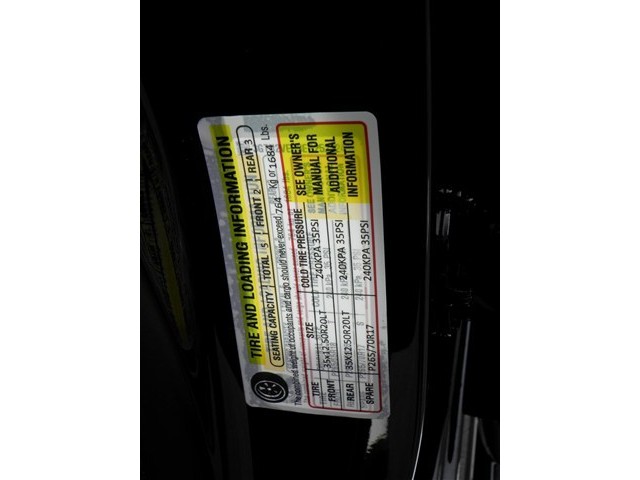 TIRE AND LOADING INFORMATION
SEATING CAPACITY TOTAL 5 FRONT 2 REAR 3
The combined weight of occupants and cargo should never exceed 764 Kg or 1684 Lbs.
TIRE SIZE COLD TIRE PRESSURE SEE OWNER'S MANUAL FOR ADDITIONAL INFORMATION
FRONT 35x12.50R20LT 240KPA 35PSI
REAR 35X12.50R20LT 240KPA 35PSI
SPARE P265/70R17 240KPA 35PSI